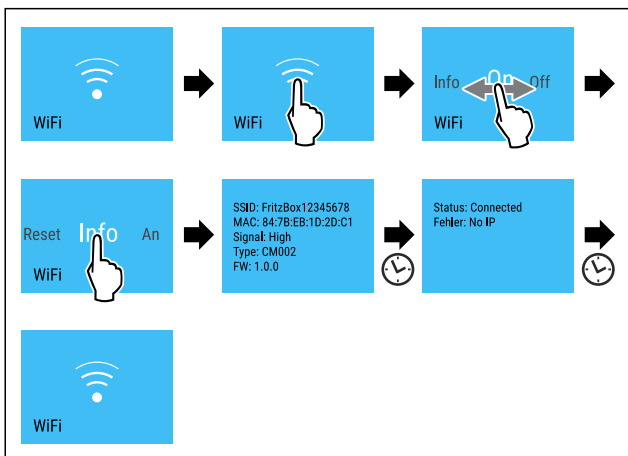 WiFi
WiFi
Info On Off
WiFi
Reset Info An
WiFi
SSID: FritzBox12345678
MAC: 84:7B:EB:1D:2D:C1
Signal: High
Type: CM002
FW: 1.0.0
Status: Connected
Fehler: No IP
WiFi